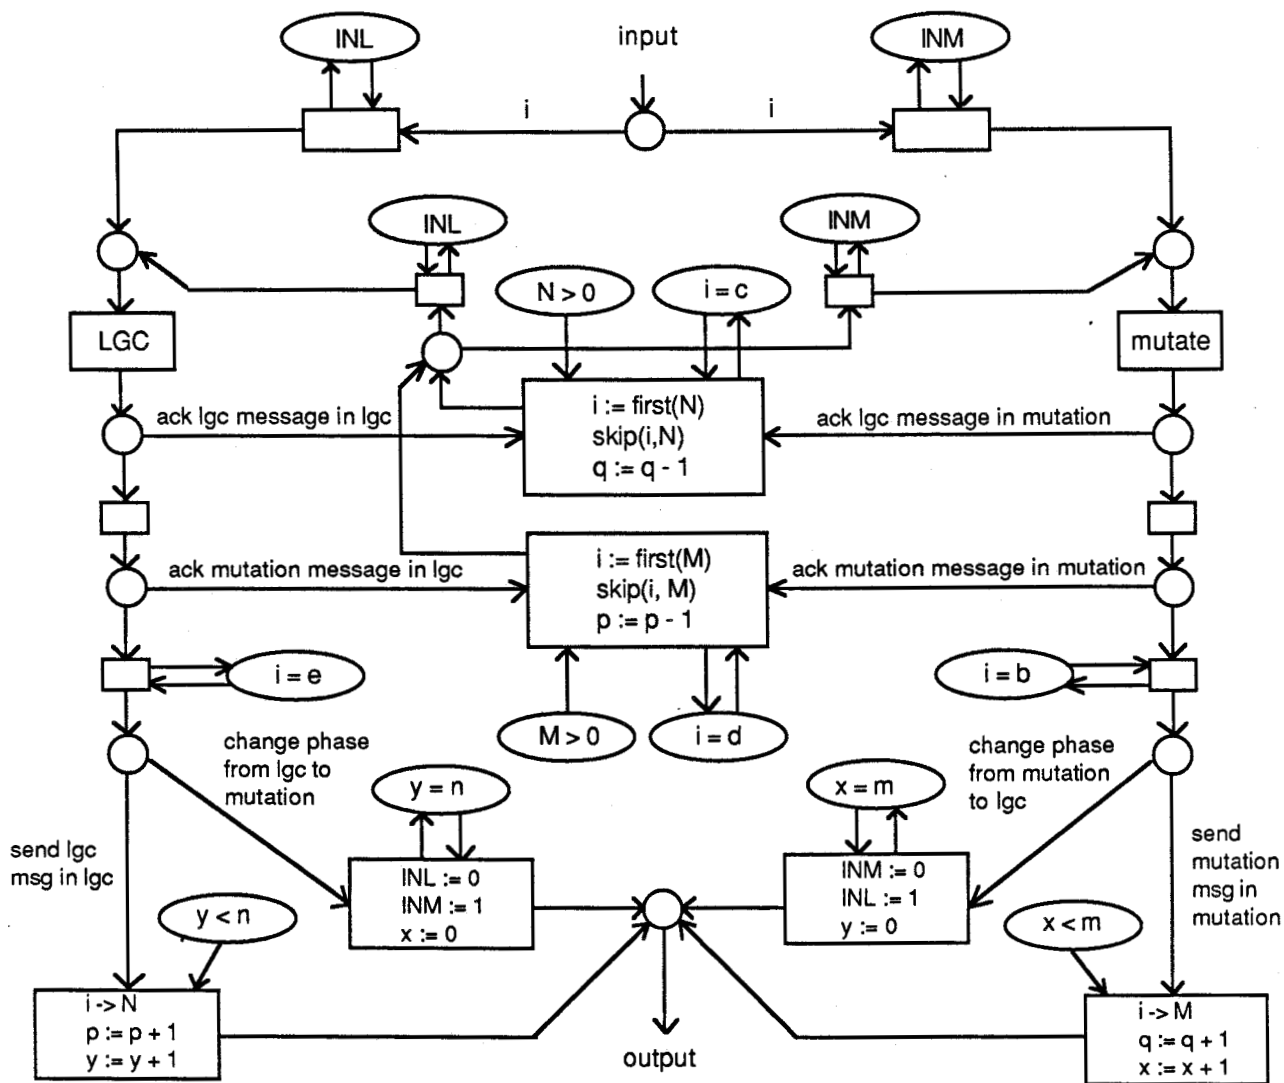 INL
input
INM
i
i
INL
INM
N > 0
i = c
LGC
mutate
i := first(N)
skip(i,N)
q := q - 1
ack lgc message in lgc
ack lgc message in mutation
i := first(M)
skip(i, M)
p := p - 1
ack mutation message in lgc
ack mutation message in mutation
i = e
i = b
M > 0
i = d
change phase
from lgc to
mutation
change phase
from mutation
to lgc
y = n
x = m
send lgc
msg in lgc
INL := 0
INM := 1
x := 0
INM := 0
INL := 1
y := 0
send
mutation
msg in
mutation
y < n
x < m
i -> N
p := p + 1
y := y + 1
output
i -> M
q := q + 1
x := x + 1